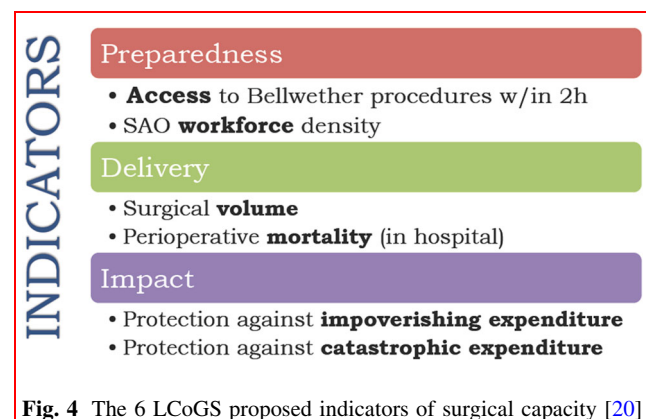 INDICATORS
Preparedness
• Access to Bellwether procedures w/in 2h
• SAO workforce density
Delivery
• Surgical volume
• Perioperative mortality (in hospital)
Impact
• Protection against impoverishing expenditure
• Protection against catastrophic expenditure
Fig. 4 The 6 LCoGS proposed indicators of surgical capacity [20]